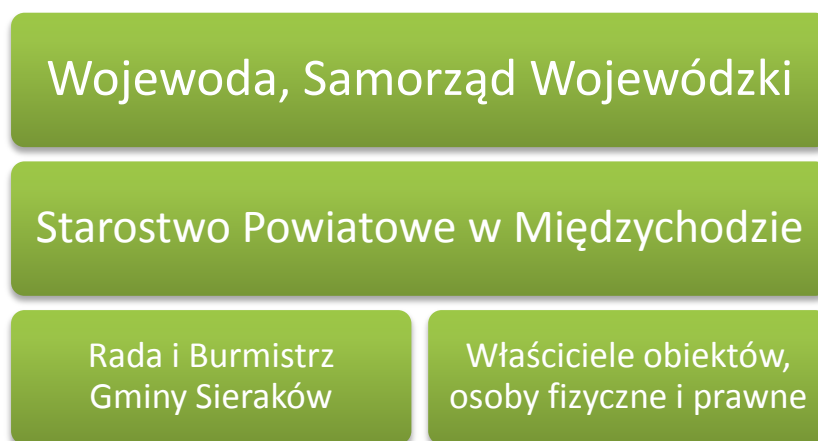 Wojewoda, Samorząd Wojewódzki
Starostwo Powiatowe w Międzychodzie
Rada i Burmistrz
Gminy Sieraków
Właściciele obiektów,
osoby fizyczne i prawne